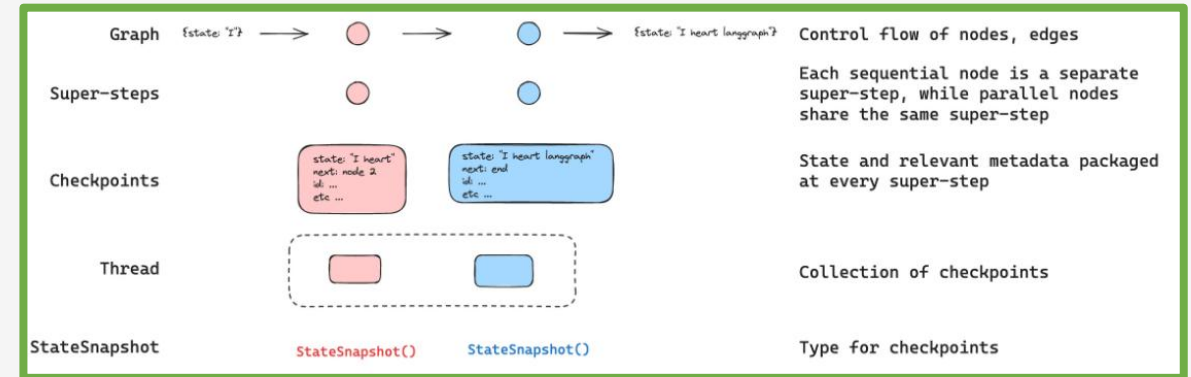 Graph {state: "I"} {state: "I heart langgraph"} Control flow of nodes, edges
Super-steps
Each sequential node is a separate
super-step, while parallel nodes
share the same super-step
Checkpoints
state: "I heart"
next: node 2
id: ...
etc ...
state: "I heart langgraph"
next: end
id: ...
etc ...
State and relevant metadata packaged
at every super-step
Thread
Collection of checkpoints
StateSnapshot StateSnapshot() StateSnapshot() Type for checkpoints